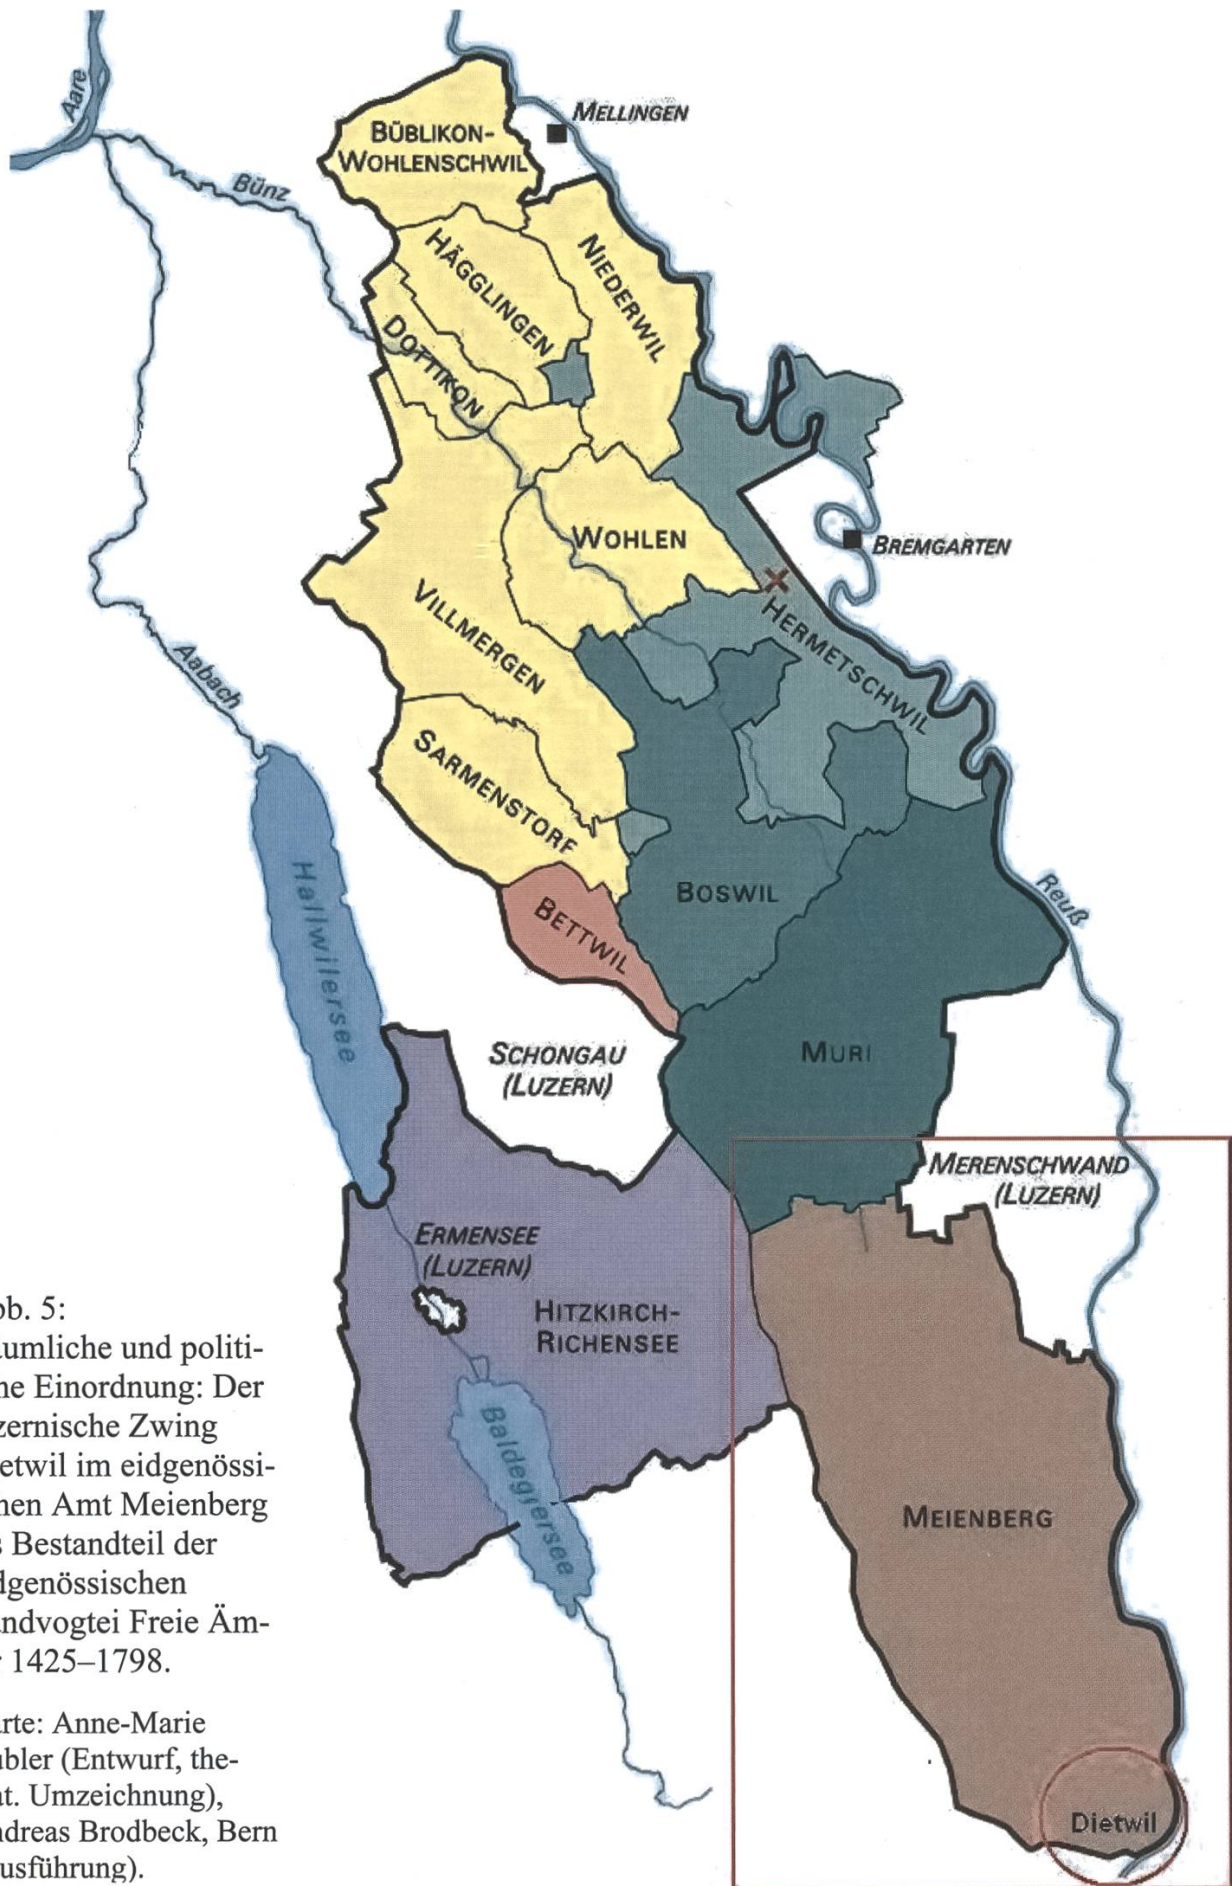 Aare
MELLINGEN
BÜBLIKON-
WOHLENSCHWIL
Bünz
HÄGGLINGEN
NIEDERWIL
DOTTIKON
WOHLEN
BREMGARTEN
VILLMERGEN
HERMETSCHWIL
Aabach
SARMENSTORF
Hallwilersee
BOSWIL
Reuß
BETTWIL
MURI
SCHONGAU
(LUZERN)
MERENSCHWAND
(LUZERN)
ERMENSEE
(LUZERN)
HITZKIRCH-
RICHENSEE
Baldeggersee
MEIENBERG
Dietwil
bb. 5:
umliche und politi-
he Einordnung: Der
zernische Zwing
etwil im eidgenössi-
hen Amt Meienberg
s Bestandteil der
dgenössischen
ndvogtei Freie Äm-
r 1425–1798.
rte: Anne-Marie
bler (Entwurf, the-
at. Umzeichnung),
ndreas Brodbeck, Bern
usführung).